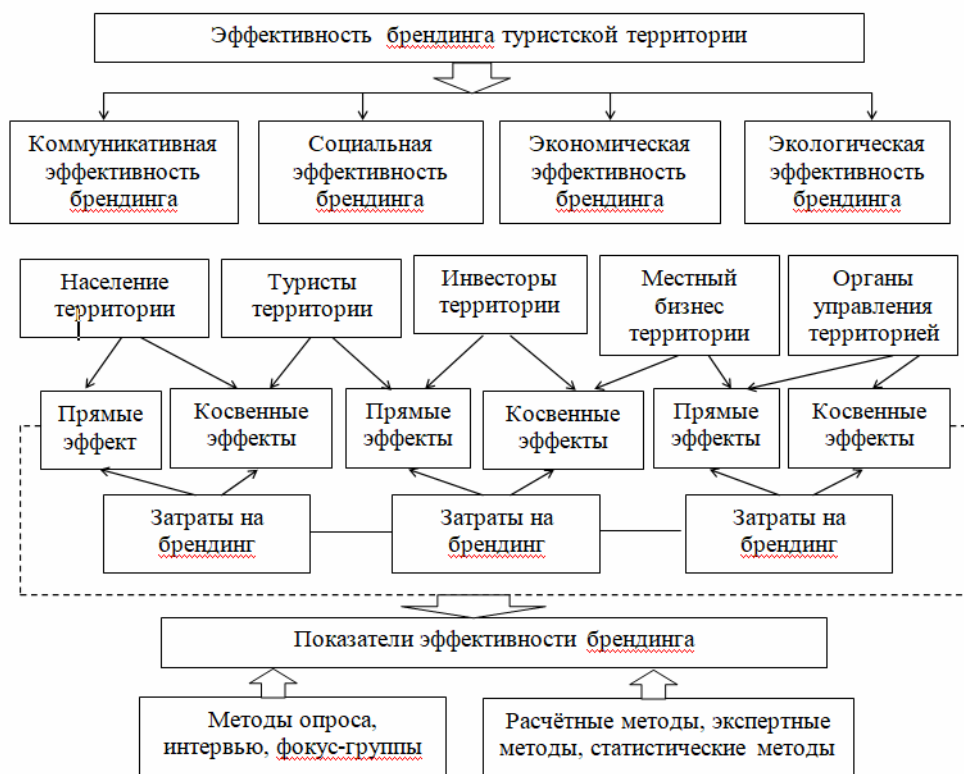 Эффективность брендинга туристской территории
Коммуникативная
эффективность
брендинга
Социальная
эффективность
брендинга
Экономическая
эффективность
брендинга
Экологическая
эффективность
брендинга
Население
территории
Туристы
территории
Инвесторы
территории
Местный
бизнес
территории
Органы
управления
территорией
Прямые
эффект
Косвенные
эффекты
Прямые
эффекты
Косвенные
эффекты
Прямые
эффекты
Косвенные
эффекты
Затраты на
брендинг
Затраты на
брендинг
Затраты на
брендинг
Показатели эффективности брендинга
Методы опроса,
интервью, фокус-группы
Расчётные методы, экспертные
методы, статистические методы